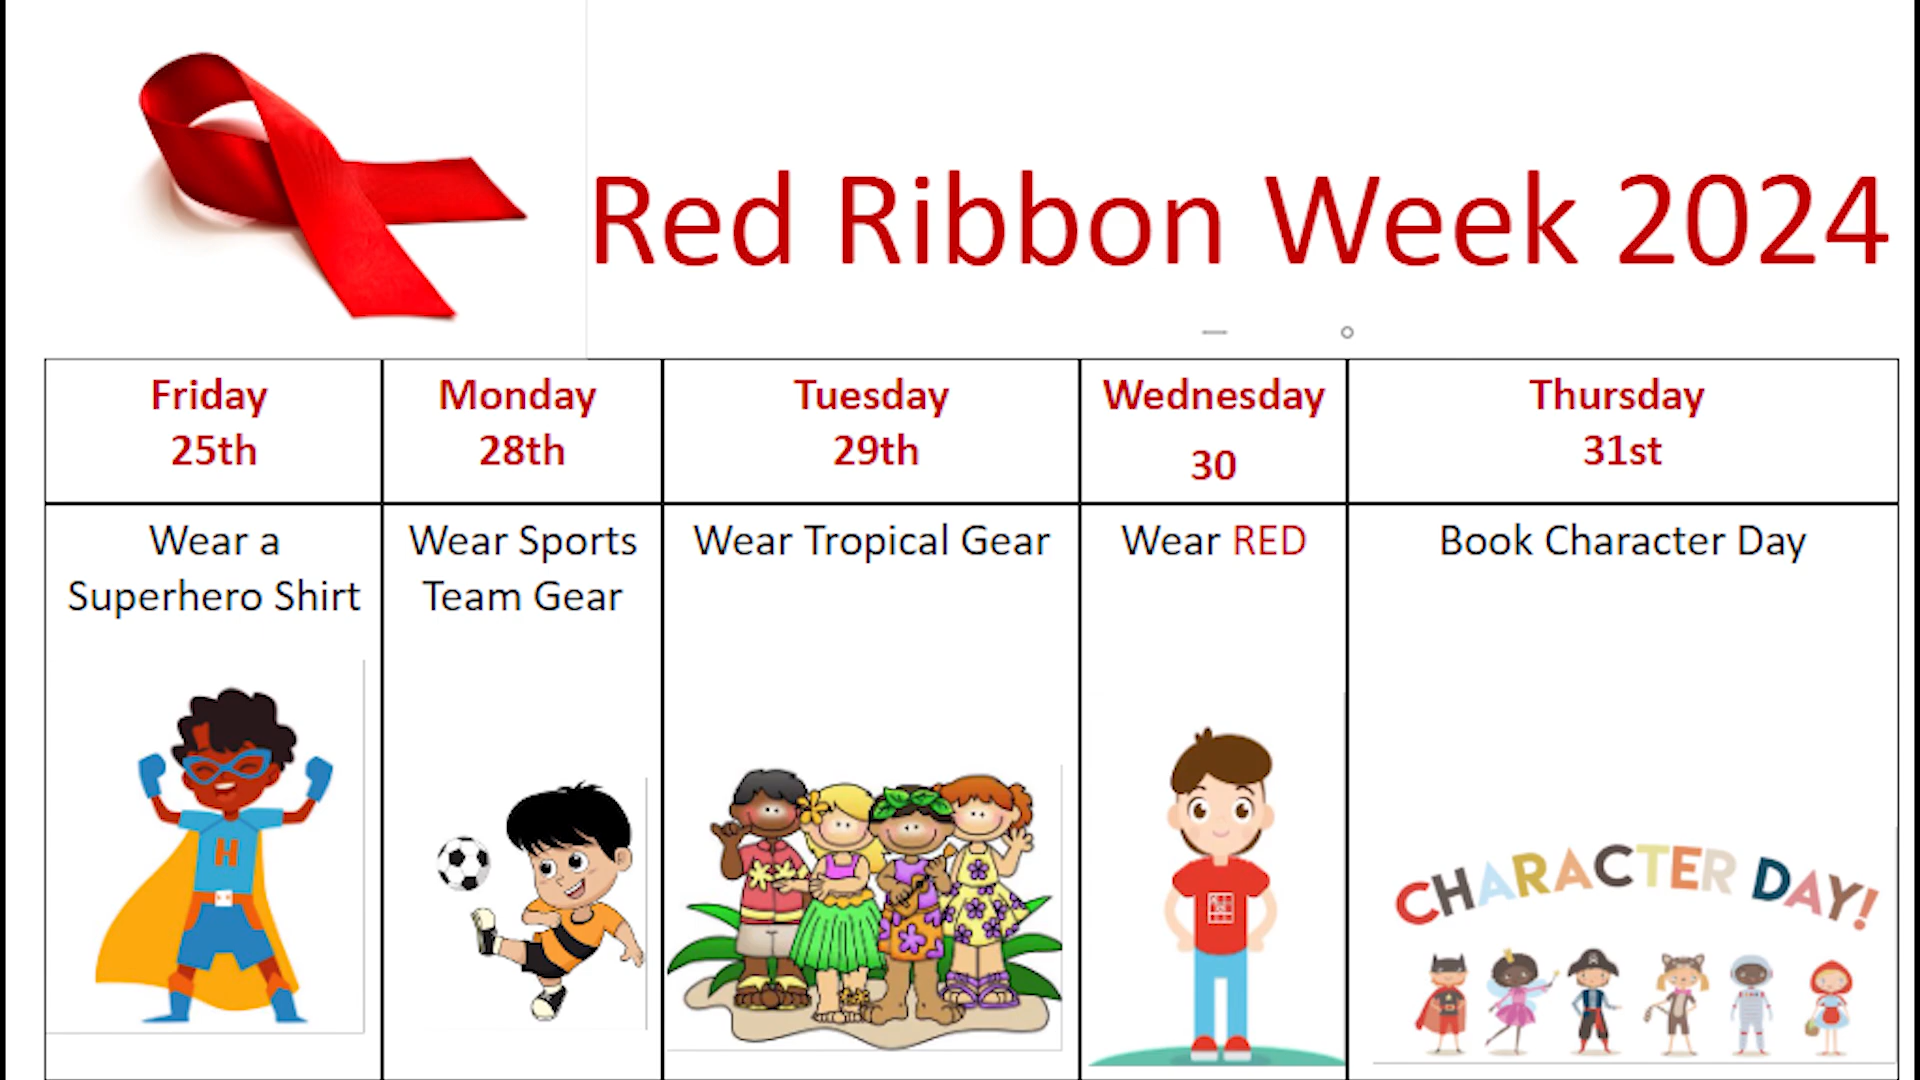 Red Ribbon Week 2024
Friday
25th
Monday
28th
Tuesday
29th
Wednesday
30
Thursday
31st
Wear a
Superhero Shirt
Wear Sports
Team Gear
Wear Tropical Gear
Wear RED
Book Character Day
H
CHARACTER DAY!